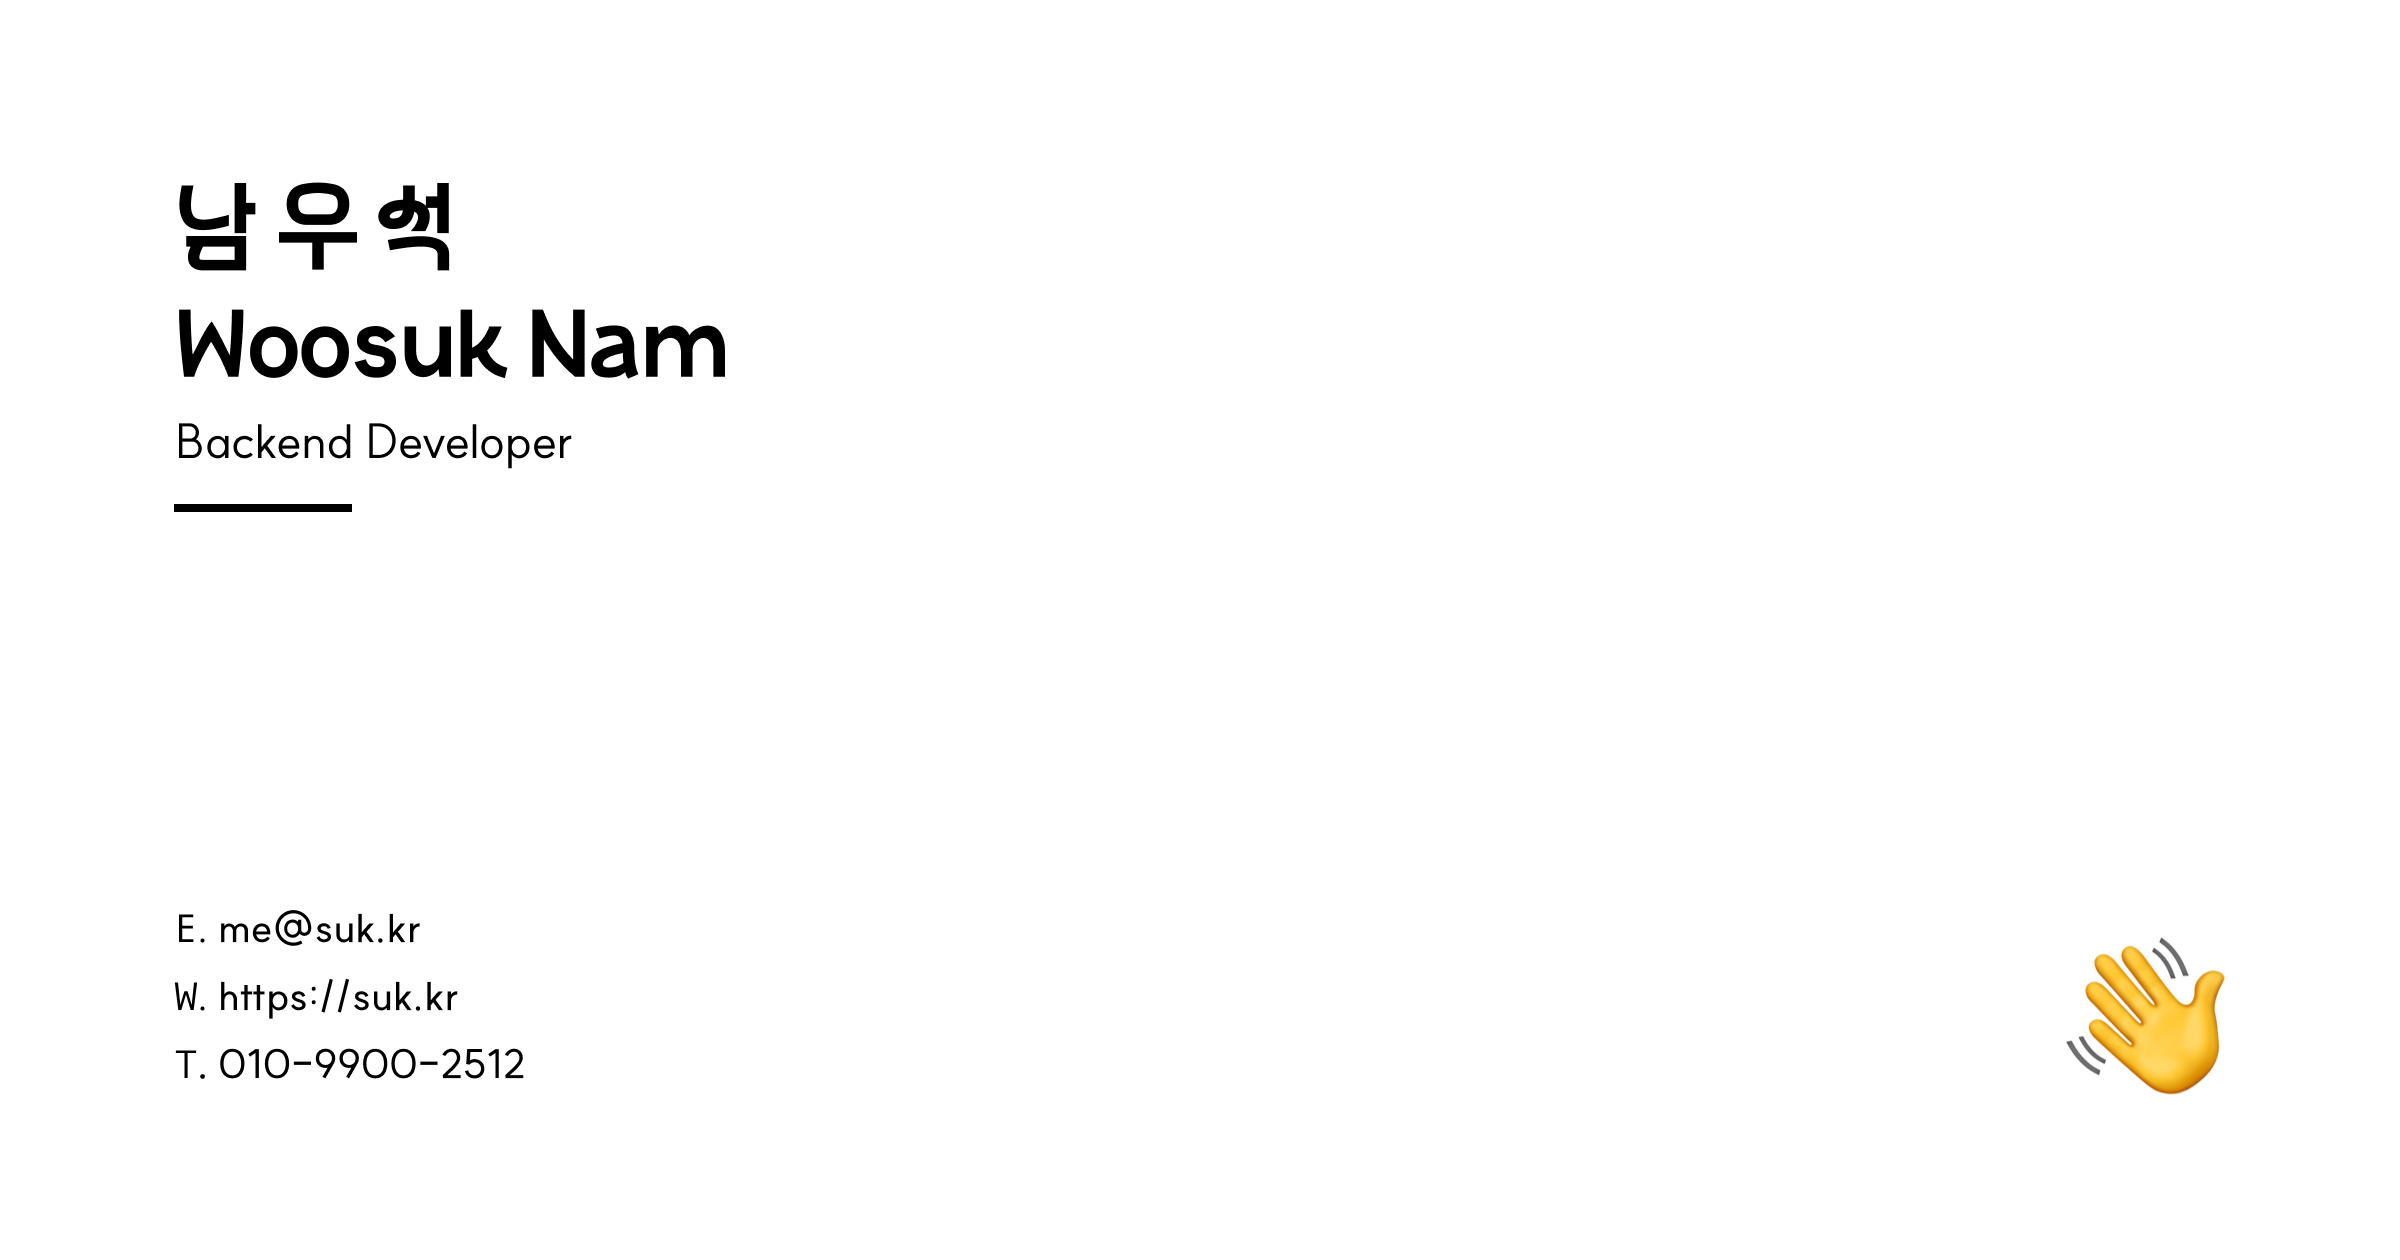 남우석
Woosuk Nam
Backend Developer
E. me@suk.kr
W. https://suk.kr
T. 010-9900-2512